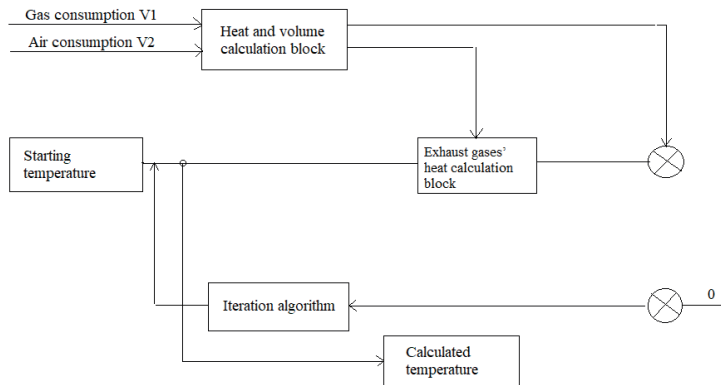 Gas consumption V1
Air consumption V2
Heat and volume
calculation block
Starting
temperature
Exhaust gases'
heat calculation
block
Iteration algorithm
0
Calculated
temperature